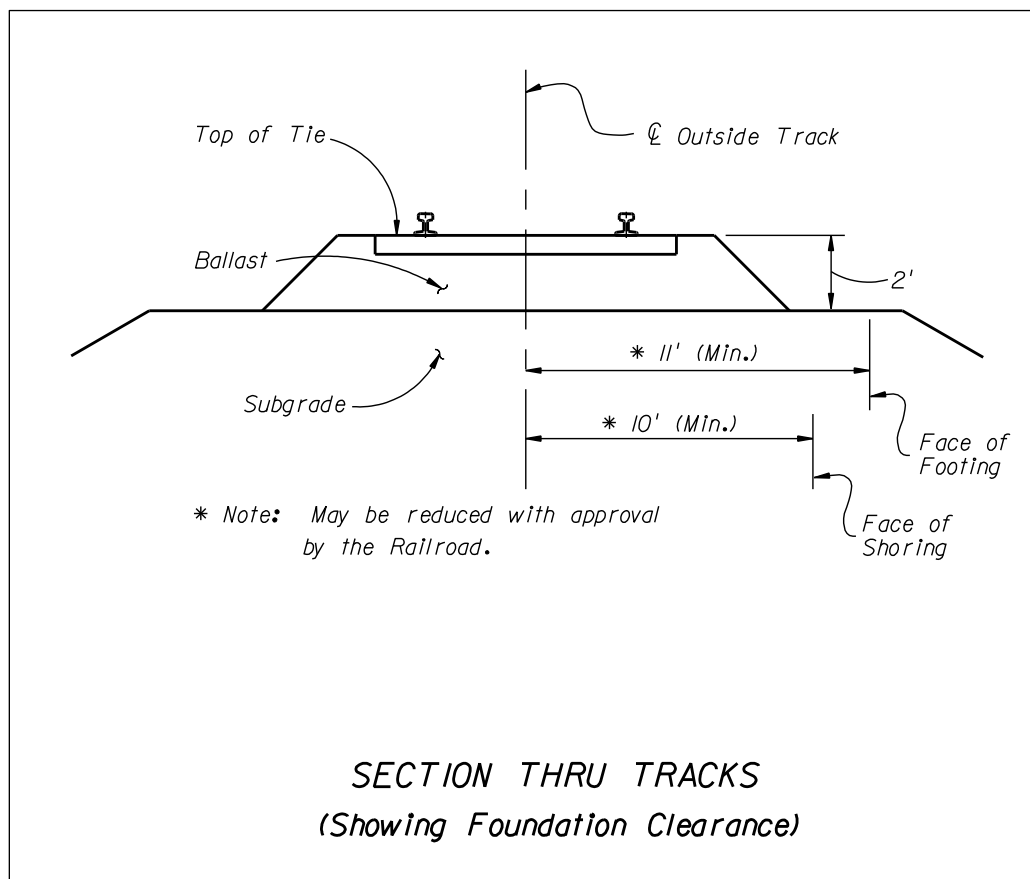 Top of Tie
℄ Outside Track
Ballast
2'
* 11' (Min.)
Subgrade
* 10' (Min.)
Face of
Footing
* Note: May be reduced with approval
by the Railroad.
Face of
Shoring
SECTION THRU TRACKS
(Showing Foundation Clearance)